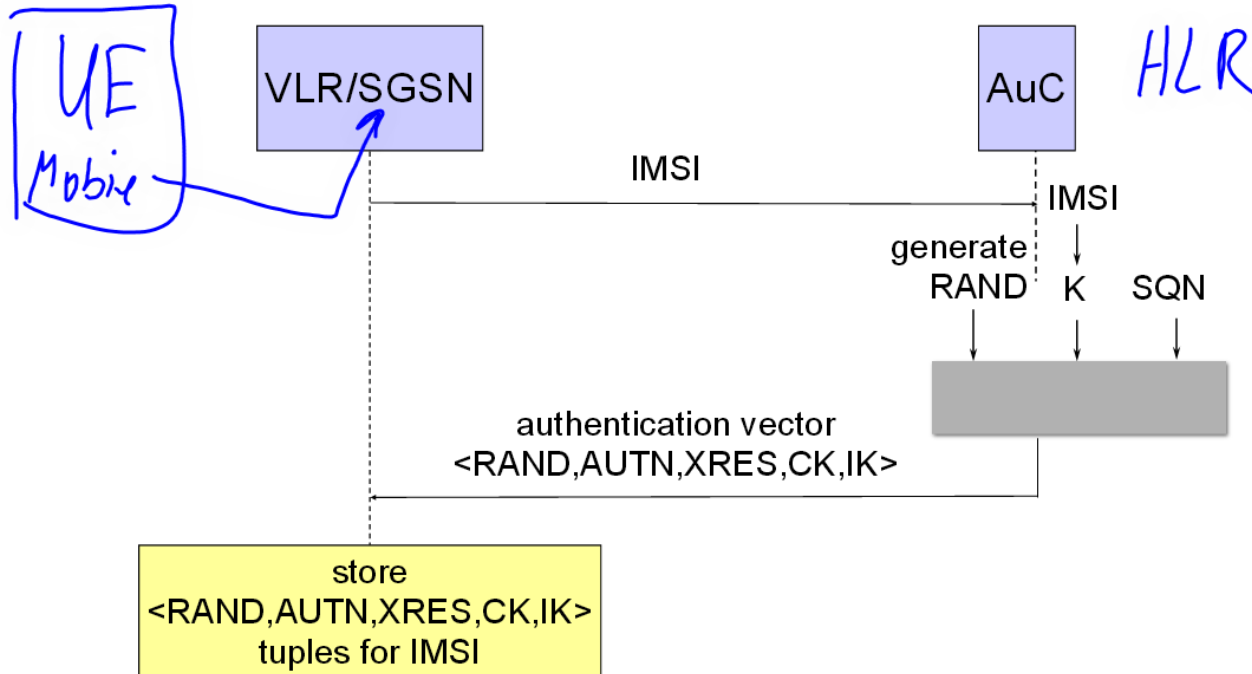 UE
Mobile
VLR/SGSN
AuC
HLR
IMSI
IMSI
generate
RAND
K
SQN
authentication vector
<RAND,AUTN,XRES,CK,IK>
store
<RAND,AUTN,XRES,CK,IK>
tuples for IMSI